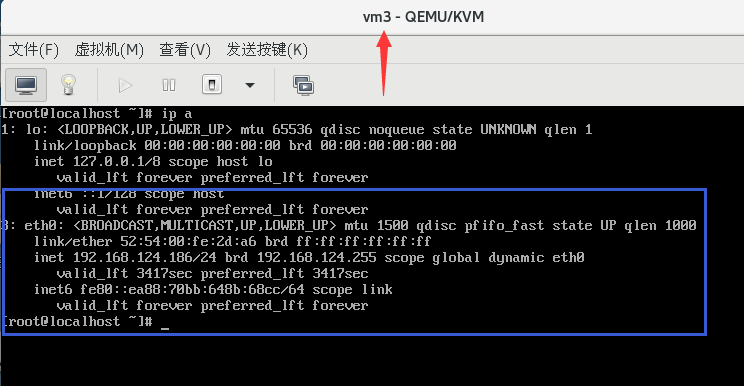 vm3 - QEMU/KVM
文件(F) 虚拟机(M) 查看(V) 发送按键(K)
[root@localhost ~]# ip a
1: lo: <LOOPBACK,UP,LOWER_UP> mtu 65536 qdisc noqueue state UNKNOWN qlen 1
link/loopback 00:00:00:00:00:00 brd 00:00:00:00:00:00
inet 127.0.0.1/8 scope host lo
valid_lft forever preferred_lft forever
inet6 ::1/128 scope host
valid_lft forever preferred_lft forever
3: eth0: <BROADCAST,MULTICAST,UP,LOWER_UP> mtu 1500 qdisc pfifo_fast state UP qlen 1000
link/ether 52:54:00:fe:2d:a6 brd ff:ff:ff:ff:ff:ff
inet 192.168.124.186/24 brd 192.168.124.255 scope global dynamic eth0
valid_lft 3417sec preferred_lft 3417sec
inet6 fe80::ea88:70bb:648b:68cc/64 scope link
valid_lft forever preferred_lft forever
[root@localhost ~]# _